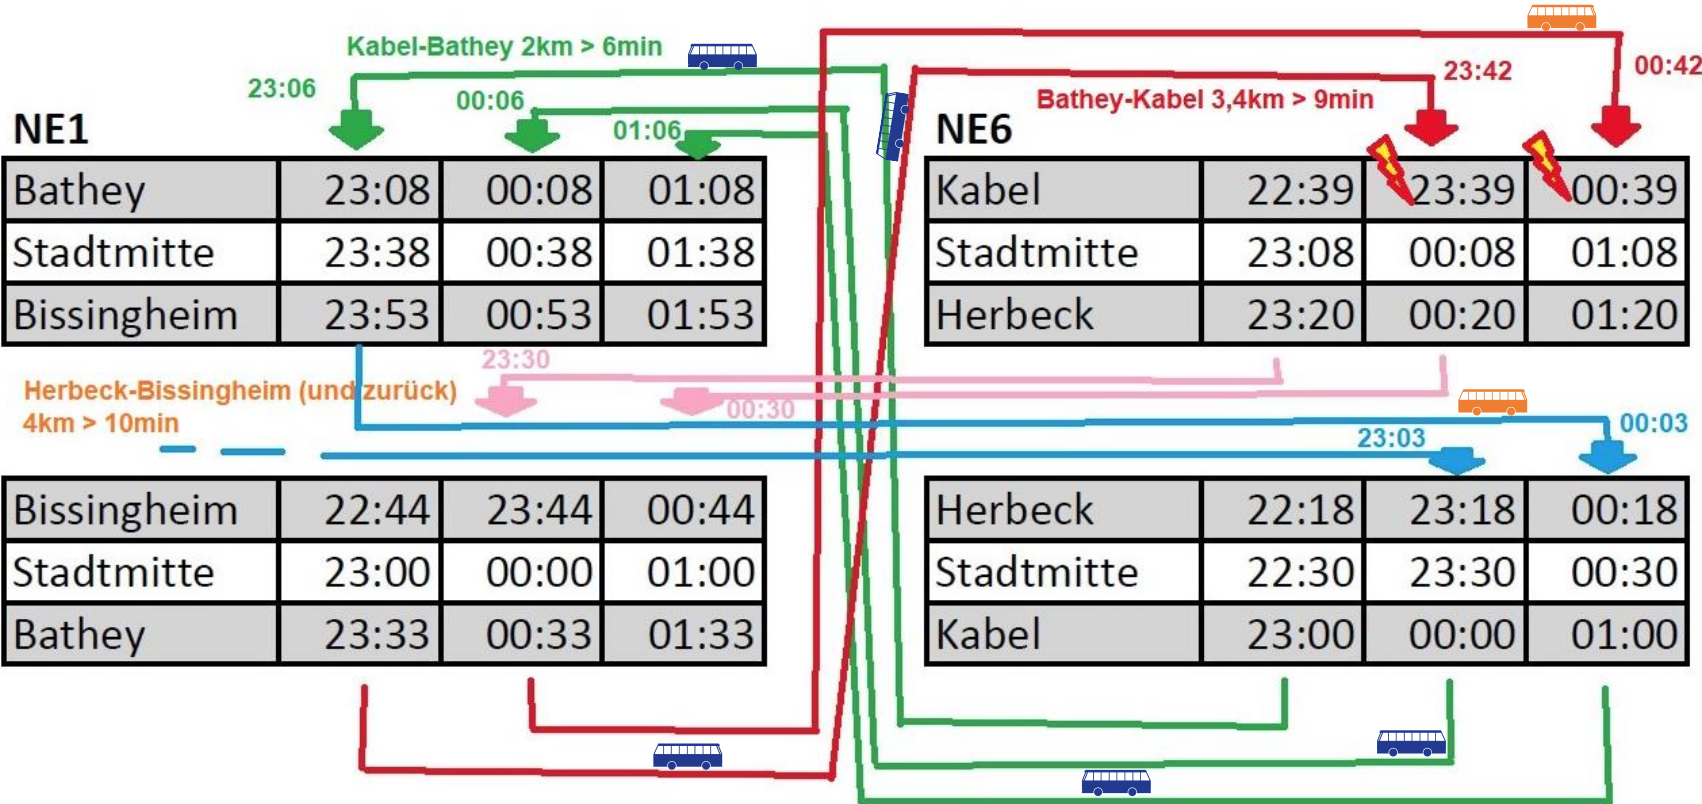 Kabel-Bathey 2km > 6min
23:06
00:06
01:06
23:42
00:42
Bathey-Kabel 3,4km > 9min
NE1
Bathey 23:08 00:08 01:08
Stadtmitte 23:38 00:38 01:38
Bissingheim 23:53 00:53 01:53
NE6
Kabel 22:39 23:39 00:39
Stadtmitte 23:08 00:08 01:08
Herbeck 23:20 00:20 01:20
23:30
00:30
Herbeck-Bissingheim (und zurück)
4km > 10min
23:03
00:03
Bissingheim 22:44 23:44 00:44
Stadtmitte 23:00 00:00 01:00
Bathey 23:33 00:33 01:33
Herbeck 22:18 23:18 00:18
Stadtmitte 22:30 23:30 00:30
Kabel 23:00 00:00 01:00